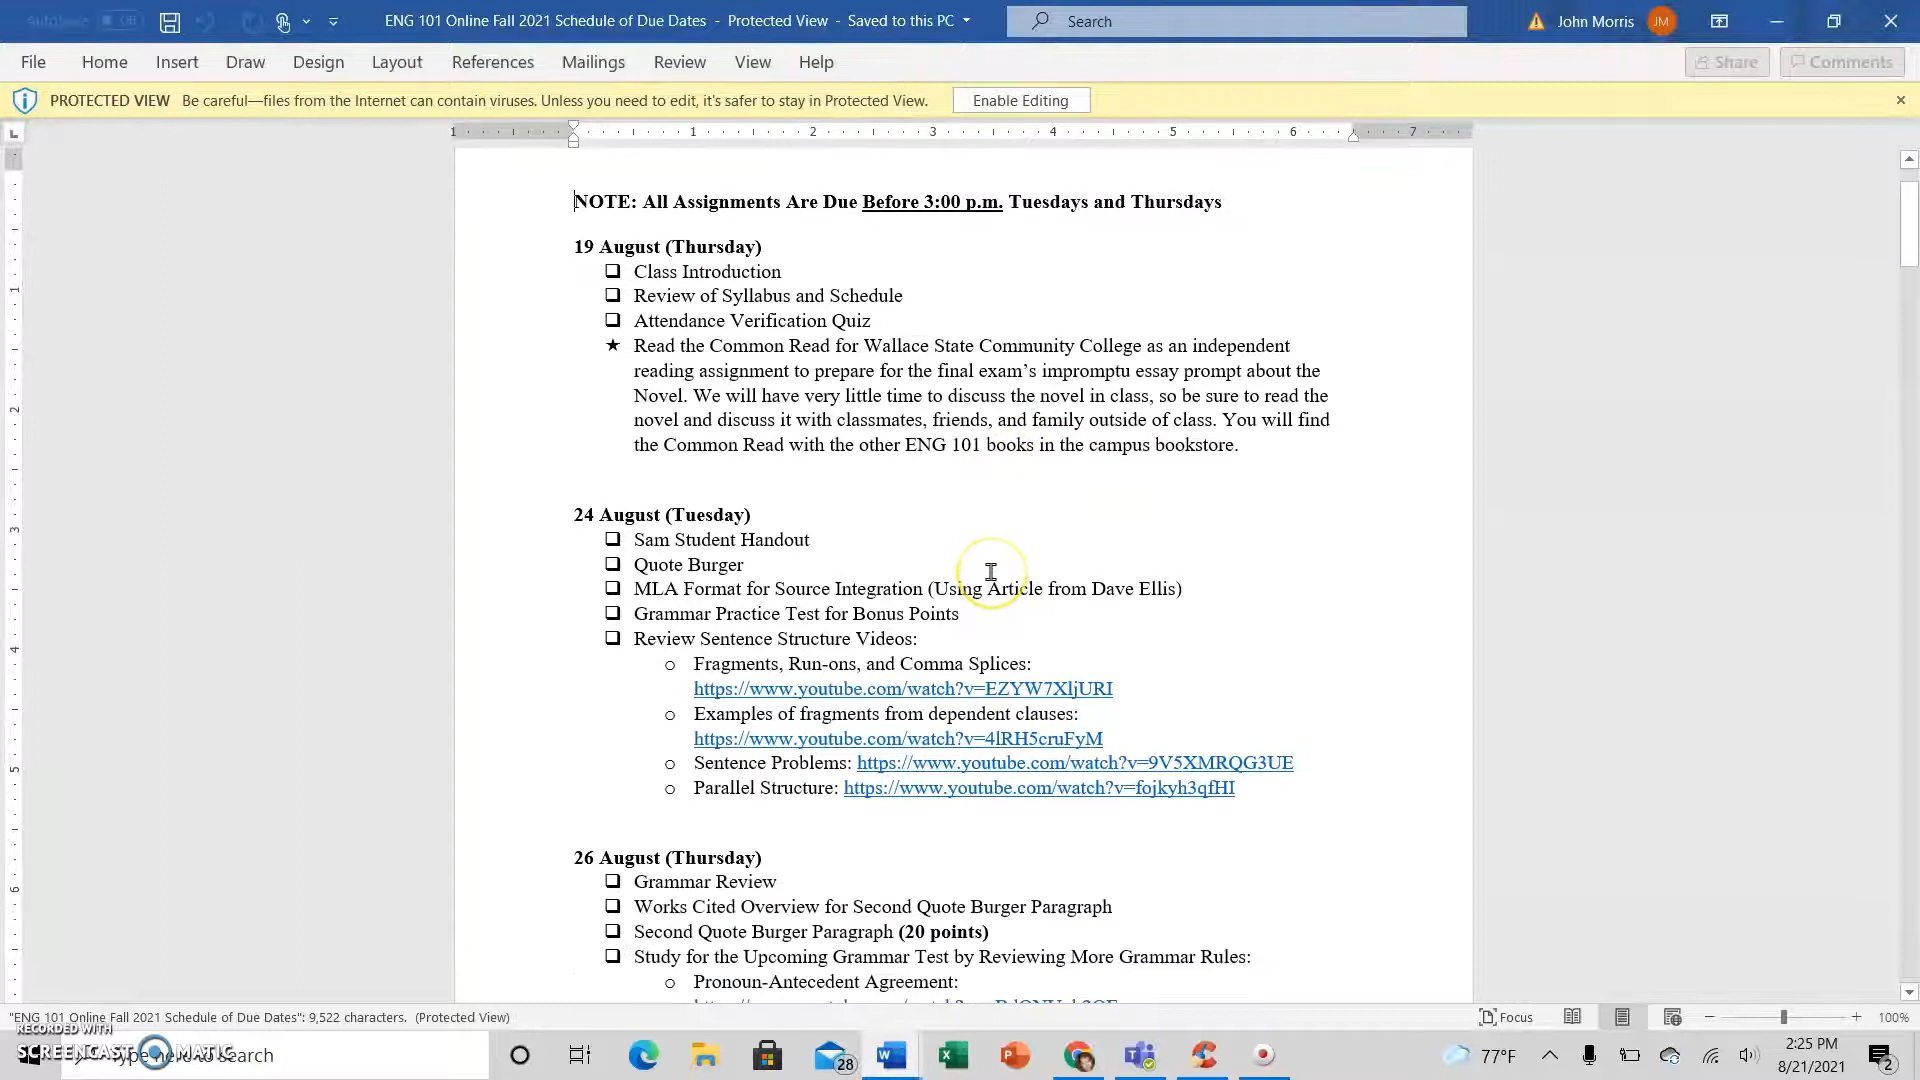 ENG 101 Online Fall 2021 Schedule of Due Dates - Protected View - Saved to this PC
Search
John Morris
JM
File Home Insert Draw Design Layout References Mailings Review View Help
Share
Comments
PROTECTED VIEW Be careful—files from the Internet can contain viruses. Unless you need to edit, it's safer to stay in Protected View.
Enable Editing
1 1 2 3 4 5 6 7
NOTE: All Assignments Are Due Before 3:00 p.m. Tuesdays and Thursdays
19 August (Thursday)
❑ Class Introduction
❑ Review of Syllabus and Schedule
❑ Attendance Verification Quiz
★ Read the Common Read for Wallace State Community College as an independent
reading assignment to prepare for the final exam’s impromptu essay prompt about the
Novel. We will have very little time to discuss the novel in class, so be sure to read the
novel and discuss it with classmates, friends, and family outside of class. You will find
the Common Read with the other ENG 101 books in the campus bookstore.
24 August (Tuesday)
❑ Sam Student Handout
❑ Quote Burger
❑ MLA Format for Source Integration (Using Article from Dave Ellis)
❑ Grammar Practice Test for Bonus Points
❑ Review Sentence Structure Videos:
o Fragments, Run-ons, and Comma Splices:
https://www.youtube.com/watch?v=EZYW7XljURI
o Examples of fragments from dependent clauses:
https://www.youtube.com/watch?v=4lRH5cruFyM
o Sentence Problems: https://www.youtube.com/watch?v=9V5XMRQG3UE
o Parallel Structure: https://www.youtube.com/watch?v=fojkyh3qfHI
26 August (Thursday)
❑ Grammar Review
❑ Works Cited Overview for Second Quote Burger Paragraph
❑ Second Quote Burger Paragraph (20 points)
❑ Study for the Upcoming Grammar Test by Reviewing More Grammar Rules:
o Pronoun-Antecedent Agreement:
"ENG 101 Online Fall 2021 Schedule of Due Dates": 9,522 characters. (Protected View)
Focus
100%
RECORDED WITH
SCREENCAST MATIC
Type here to search
28
77°F
2:25 PM
8/21/2021
2